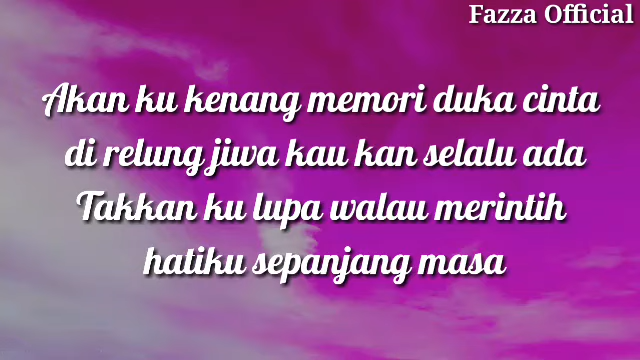 Fazza Official
Akan ku kenang memori duka cinta
di relung jiwa kau kan selalu ada
Takkan ku lupa walau merintih
hatiku sepanjang masa